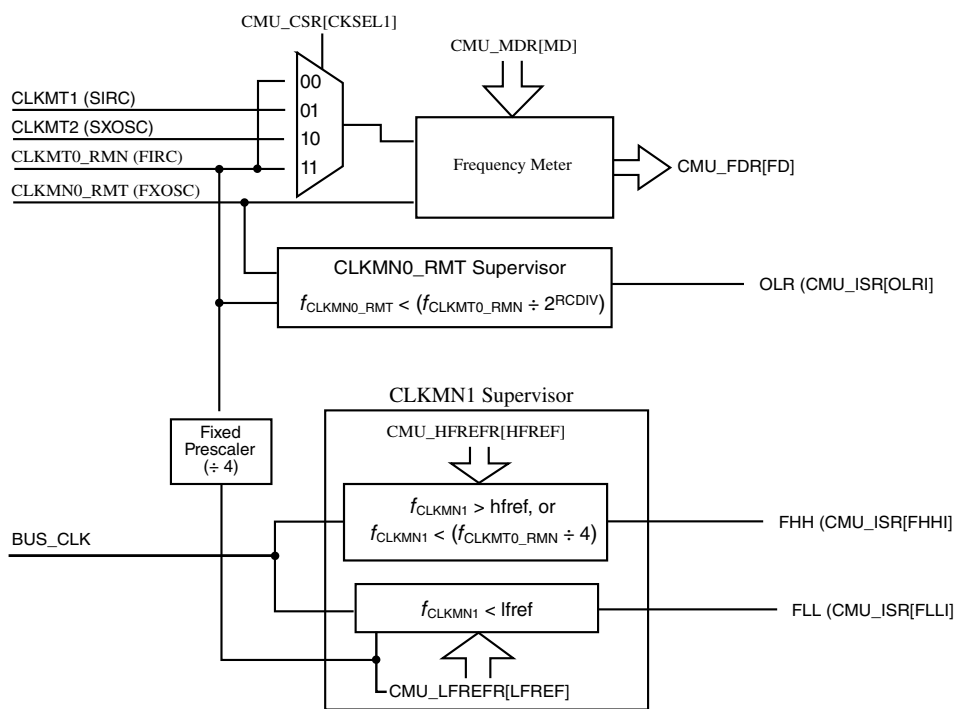 CMU_CSR[CKSEL1]
CMU_MDR[MD]
00
CLKMT1 (SIRC)
01
CLKMT2 (SXOSC)
10
CLKMT0_RMN (FIRC)
11
Frequency Meter
CMU_FDR[FD]
CLKMN0_RMT (FXOSC)
CLKMN0_RMT Supervisor
fCLKMN0_RMT < (fCLKMT0_RMN ÷ 2RCDIV)
OLR (CMU_ISR[OLRI]
CLKMN1 Supervisor
Fixed
Prescaler
(÷ 4)
CMU_HFREFR[HFREF]
fCLKMN1 > hfref, or
fCLKMN1 < (fCLKMT0_RMN ÷ 4)
FHH (CMU_ISR[FHHI]
BUS_CLK
fCLKMN1 < lfref
FLL (CMU_ISR[FLLI]
CMU_LFREFR[LFREF]